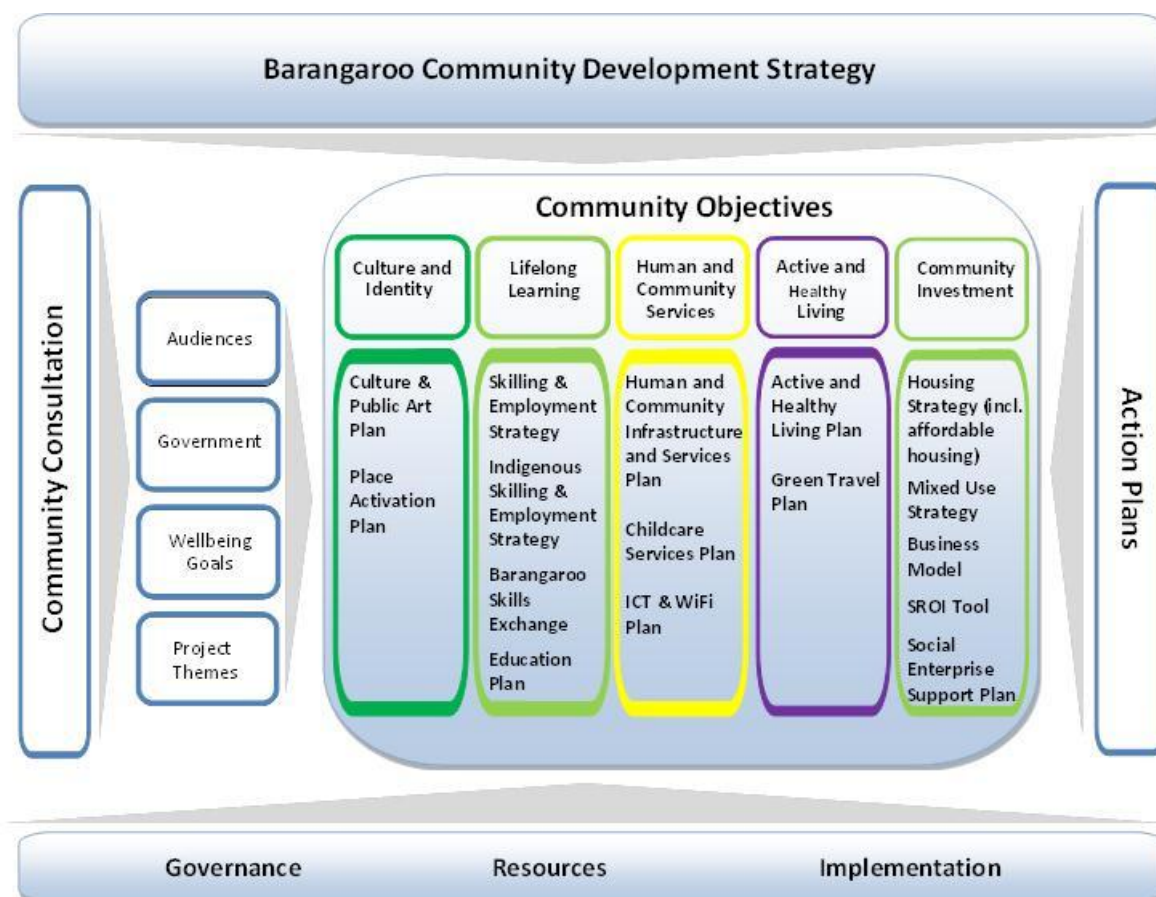 Barangaroo Community Development Strategy
Community Consultation
Audiences
Government
Wellbeing
Goals
Project
Themes
Community Objectives
Culture and
Identity
Lifelong
Learning
Human and
Community
Services
Active and
Healthy
Living
Community
Investment
Culture &
Public Art
Plan
Place
Activation
Plan
Skilling &
Employment
Strategy
Indigenous
Skilling &
Employment
Strategy
Barangaroo
Skills
Exchange
Education
Plan
Human and
Community
Infrastructure
and Services
Plan
Childcare
Services Plan
ICT & WiFi
Plan
Active and
Healthy
Living Plan
Green Travel
Plan
Housing
Strategy (incl.
affordable
housing)
Mixed Use
Strategy
Business
Model
SROI Tool
Social
Enterprise
Support Plan
Action Plans
Governance
Resources
Implementation